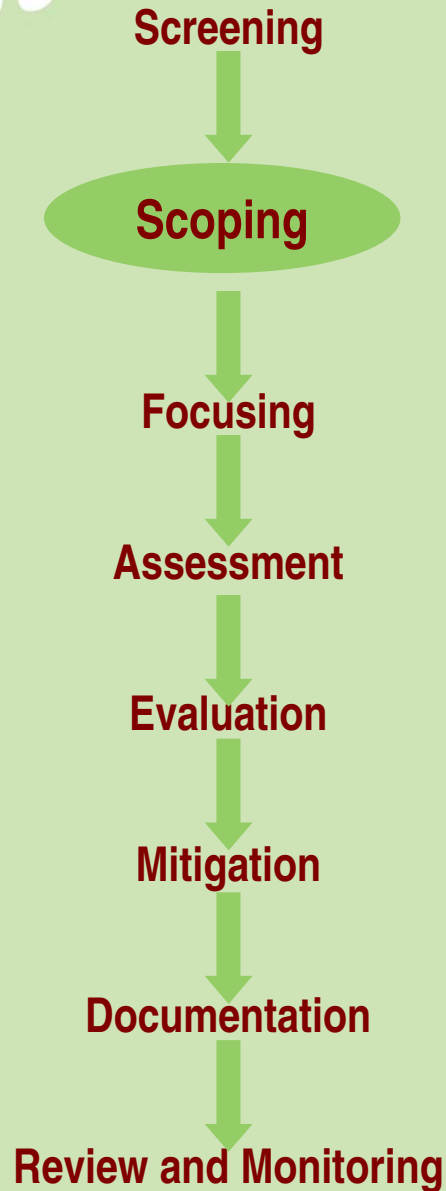 Screening
Scoping
Focusing
Assessment
Evaluation
Mitigation
Documentation
Review and Monitoring